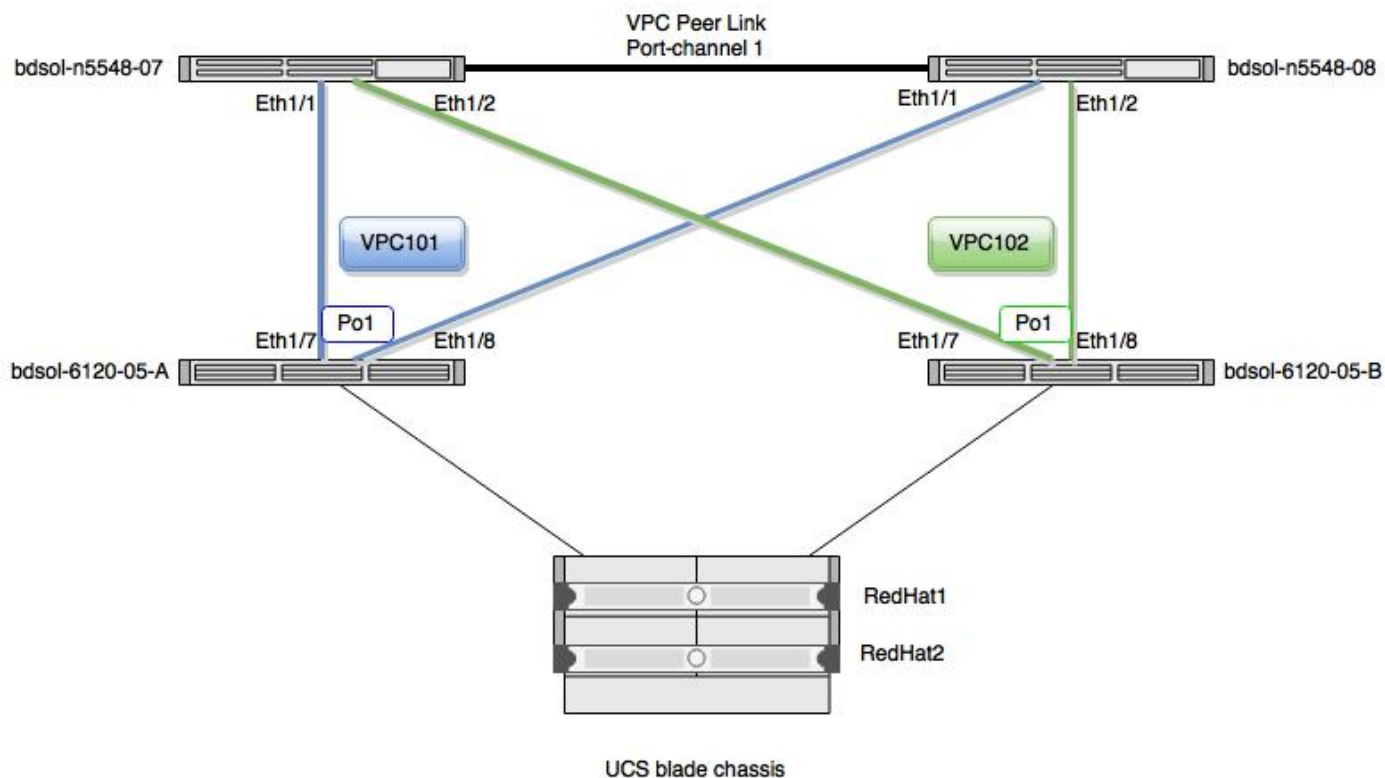 VPC Peer Link
Port-channel 1
bdsol-n5548-07
bdsol-n5548-08
Eth1/1
Eth1/2
Eth1/1
Eth1/2
VPC101
VPC102
Po1
Po1
Eth1/7
Eth1/8
Eth1/7
Eth1/8
bdsol-6120-05-A
bdsol-6120-05-B
RedHat1
RedHat2
UCS blade chassis